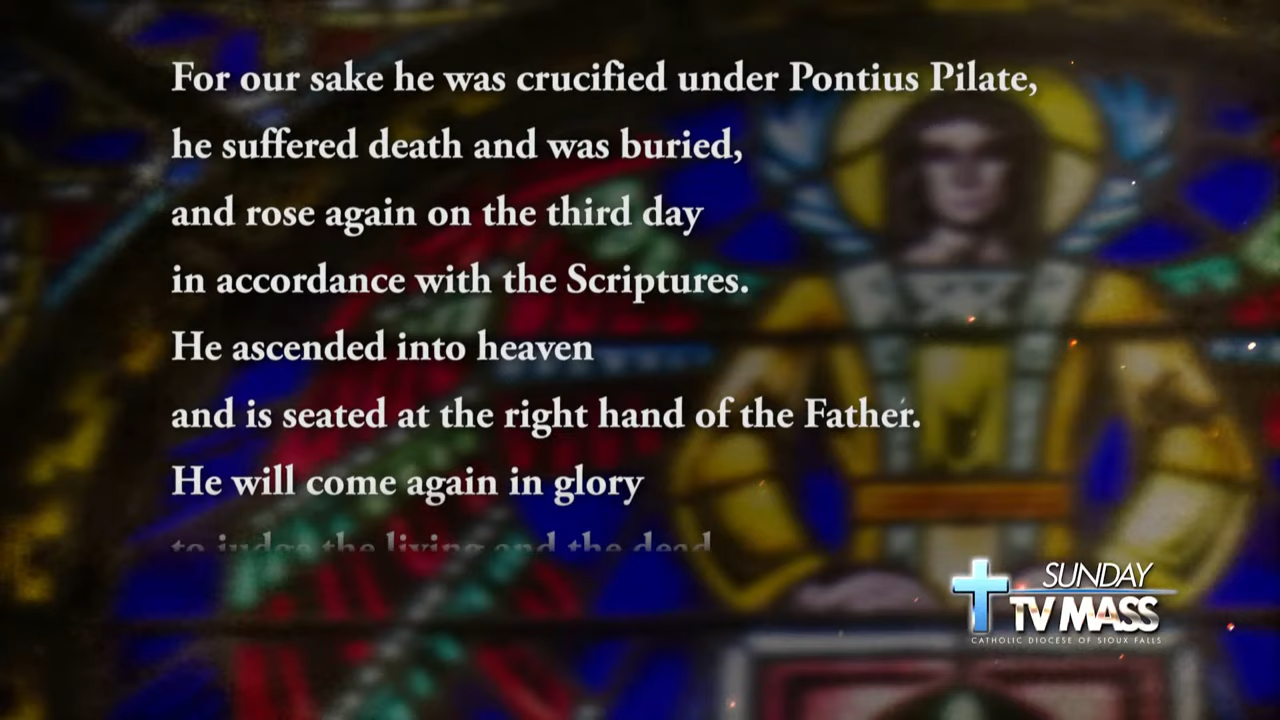 For our sake he was crucified under Pontius Pilate,
he suffered death and was buried,
and rose again on the third day
in accordance with the Scriptures.
He ascended into heaven
and is seated at the right hand of the Father.
He will come again in glory
to judge the living and the dead
SUNDAY
TV MASS
CATHOLIC DIOCESE OF SIOUX FALLS